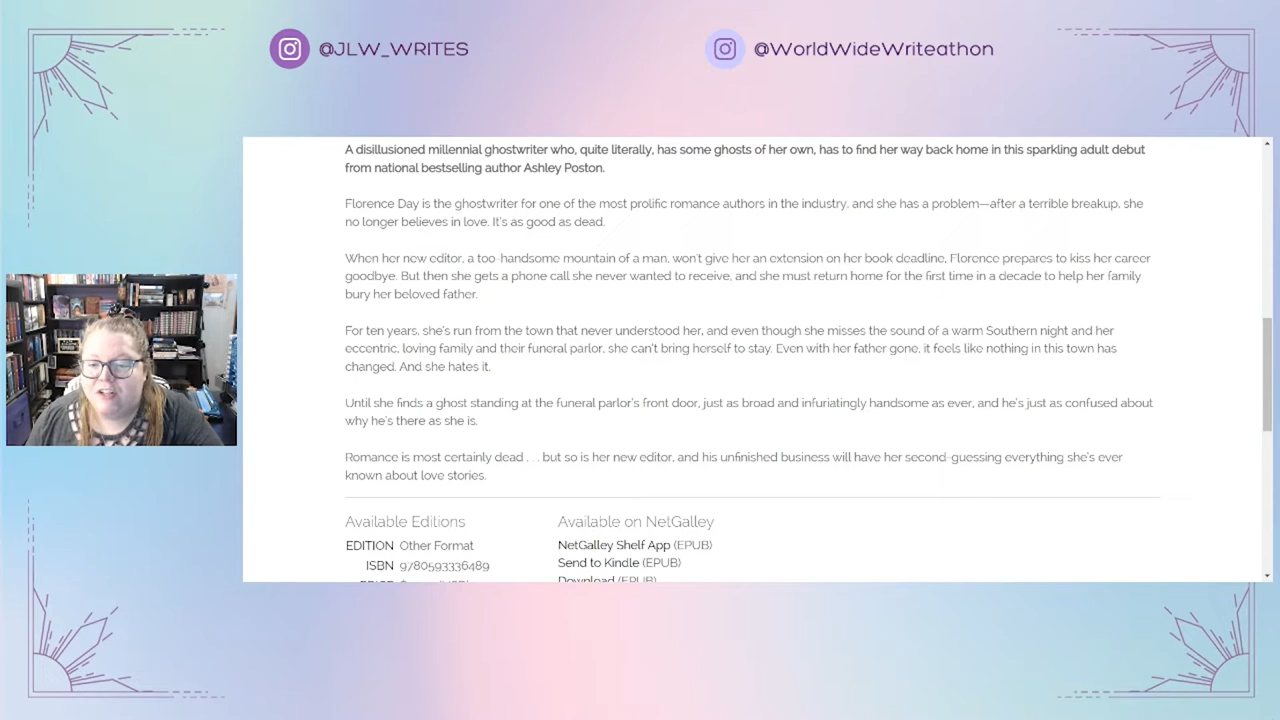 @JLW_WRITES
@WorldWideWriteathon
A disillusioned millennial ghostwriter who, quite literally, has some ghosts of her own, has to find her way back home in this sparkling adult debut
from national bestselling author Ashley Poston.
Florence Day is the ghostwriter for one of the most prolific romance authors in the industry, and she has a problem—after a terrible breakup, she
no longer believes in love. It's as good as dead.
When her new editor, a too-handsome mountain of a man, won't give her an extension on her book deadline, Florence prepares to kiss her career
goodbye. But then she gets a phone call she never wanted to receive, and she must return home for the first time in a decade to help her family
bury her beloved father.
For ten years, she's run from the town that never understood her, and even though she misses the sound of a warm Southern night and her
eccentric, loving family and their funeral parlor, she can't bring herself to stay. Even with her father gone, it feels like nothing in this town has
changed. And she hates it.
Until she finds a ghost standing at the funeral parlor's front door, just as broad and infuriatingly handsome as ever, and he's just as confused about
why he's there as she is.
Romance is most certainly dead . . . but so is her new editor, and his unfinished business will have her second-guessing everything she's ever
known about love stories.
Available Editions
EDITION Other Format
ISBN 9780593336489
Available on NetGalley
NetGalley Shelf App (EPUB)
Send to Kindle (EPUB)
Download (EPUB)